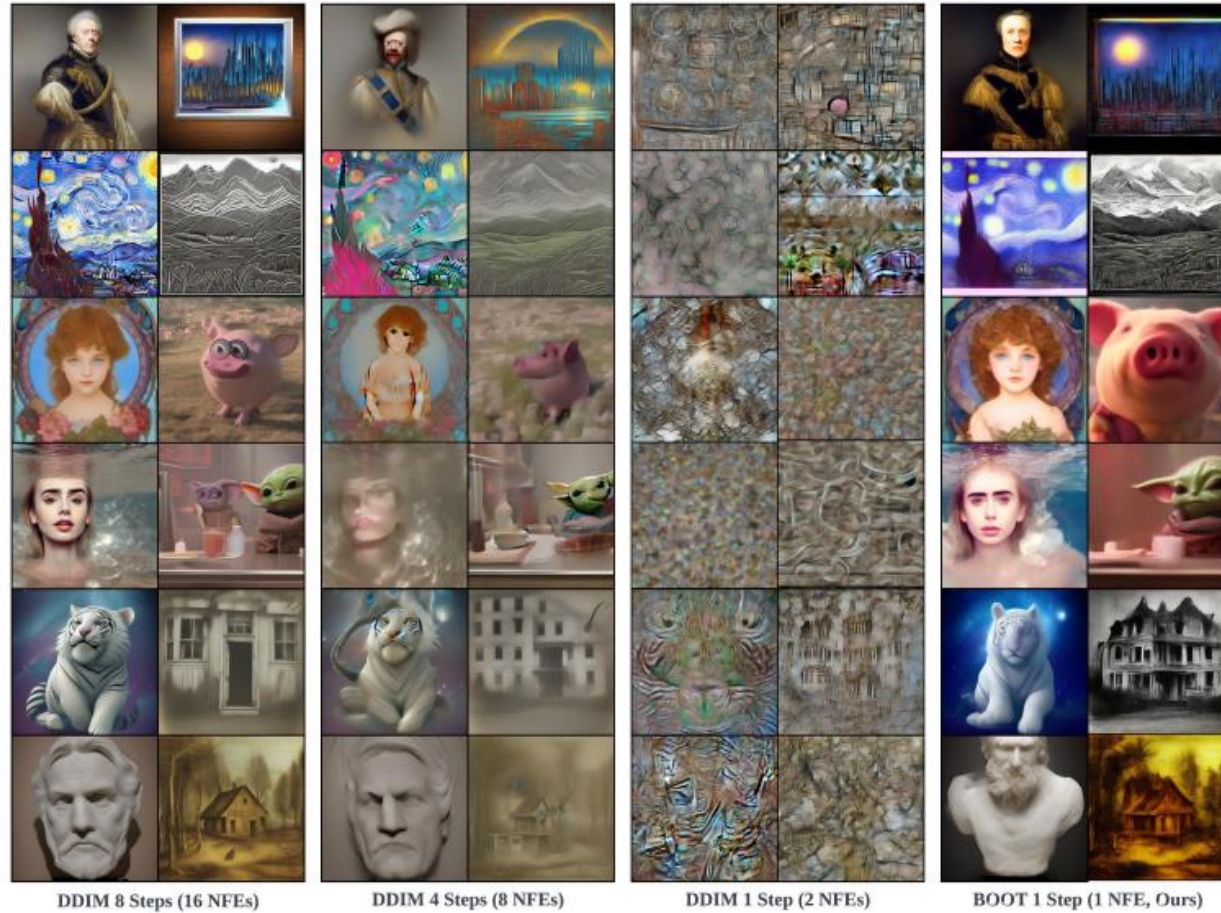 DDIM 8 Steps (16 NFEs)
DDIM 4 Steps (8 NFEs)
DDIM 1 Step (2 NFEs)
BOOT 1 Step (1 NFE, Ours)